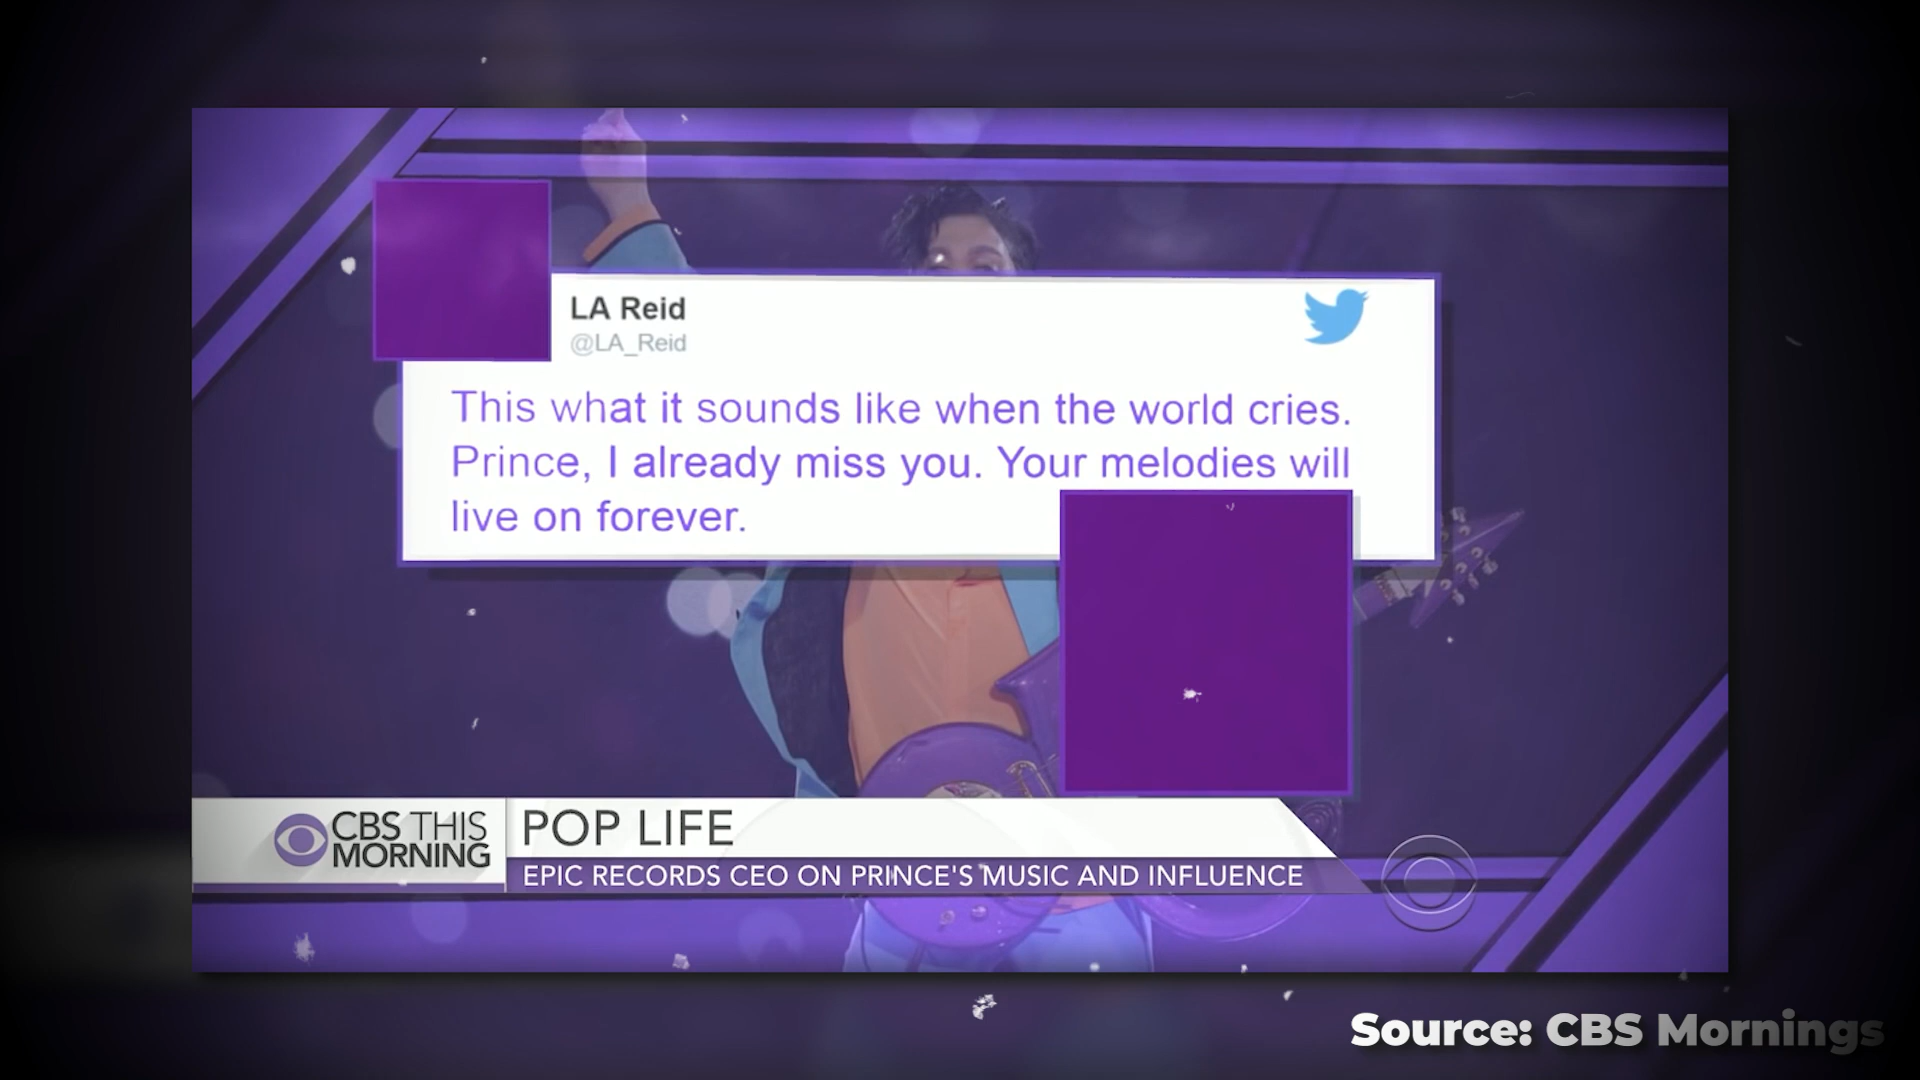 LA Reid
@LA_Reid
This what it sounds like when the world cries.
Prince, I already miss you. Your melodies will
live on forever.
CBS THIS
MORNING
POP LIFE
EPIC RECORDS CEO ON PRINCE'S MUSIC AND INFLUENCE
Source: CBS Mornings